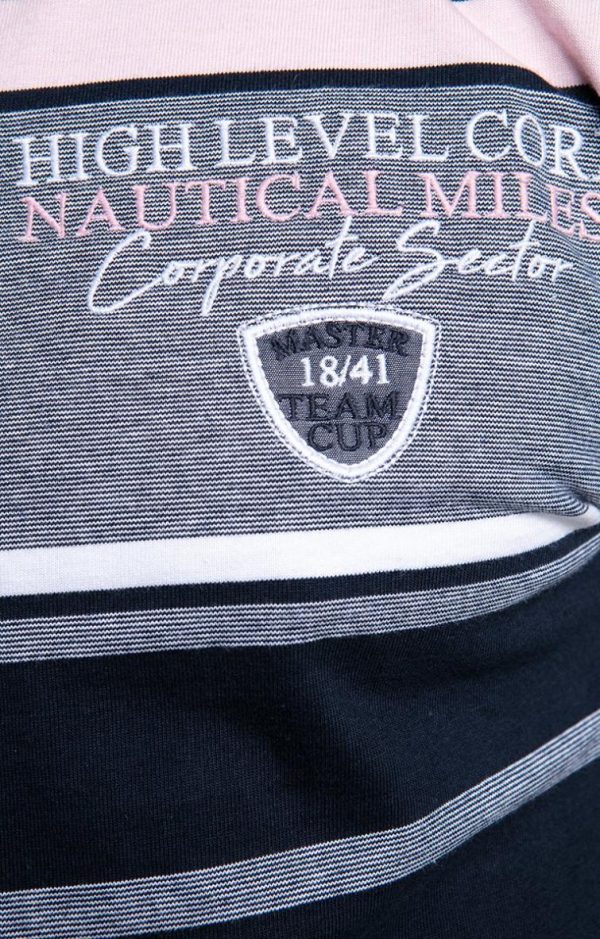 HIGH LEVEL COR.
NAUTICAL MILES
Corporate Sector
MASTER
18/41
TEAM
CUP